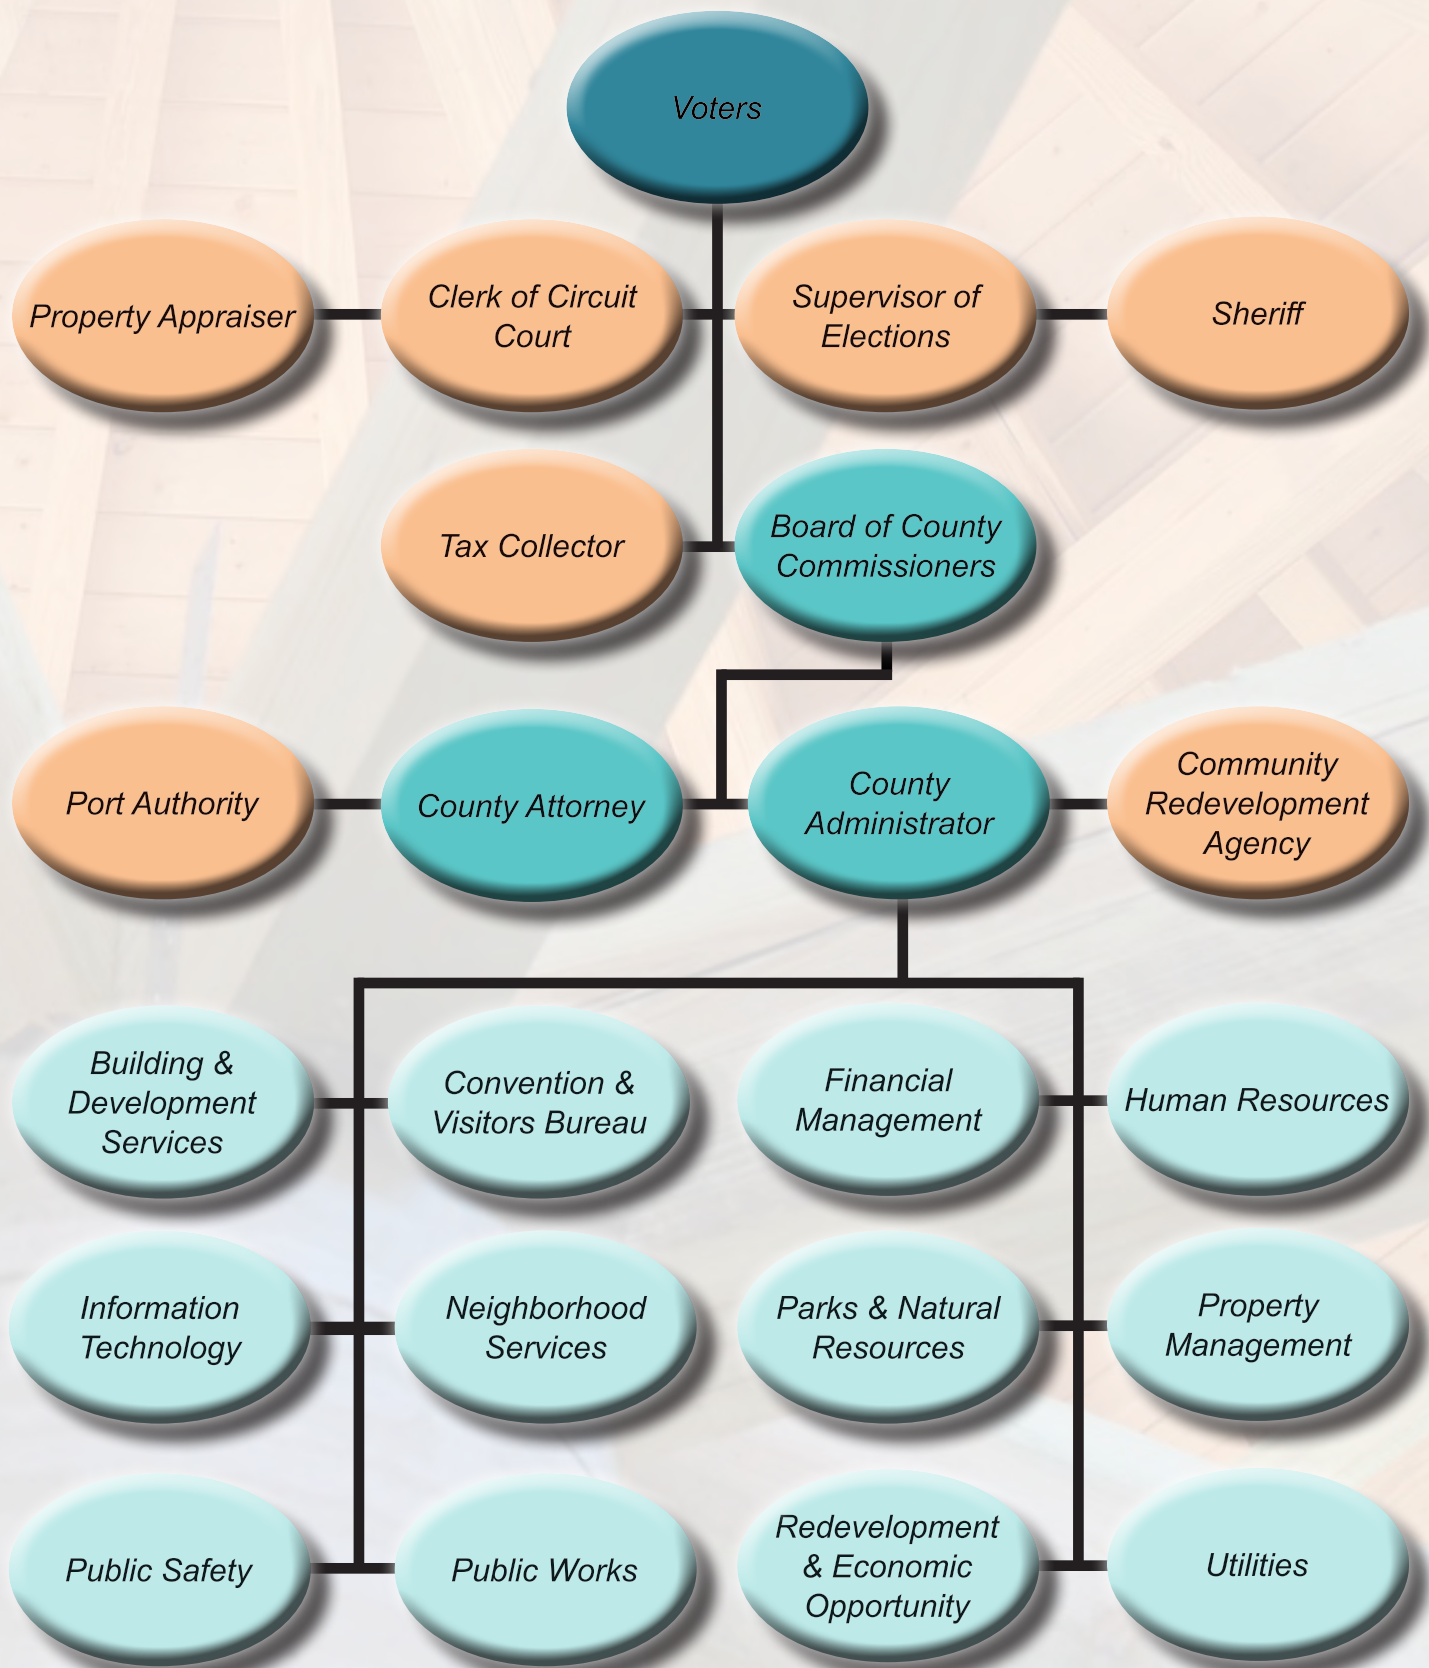 Voters
Property Appraiser
Clerk of Circuit
Court
Supervisor of
Elections
Sheriff
Tax Collector
Board of County
Commissioners
Port Authority
County Attorney
County
Administrator
Community
Redevelopment
Agency
Building &
Development
Services
Convention &
Visitors Bureau
Financial
Management
Human Resources
Information
Technology
Neighborhood
Services
Parks & Natural
Resources
Property
Management
Public Safety
Public Works
Redevelopment
& Economic
Opportunity
Utilities